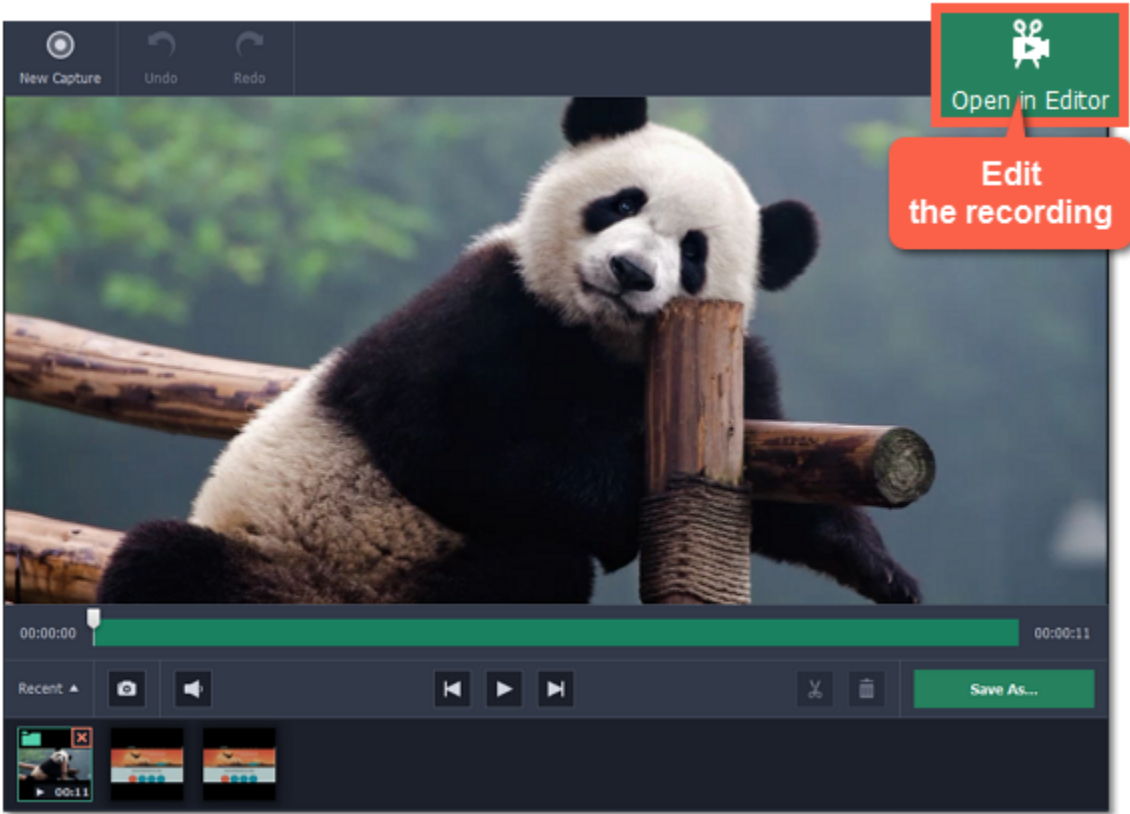 New Capture
Undo
Redo
Open in Editor
Edit
the recording
00:00:00
00:00:11
Recent ▲
Save As...
00:11